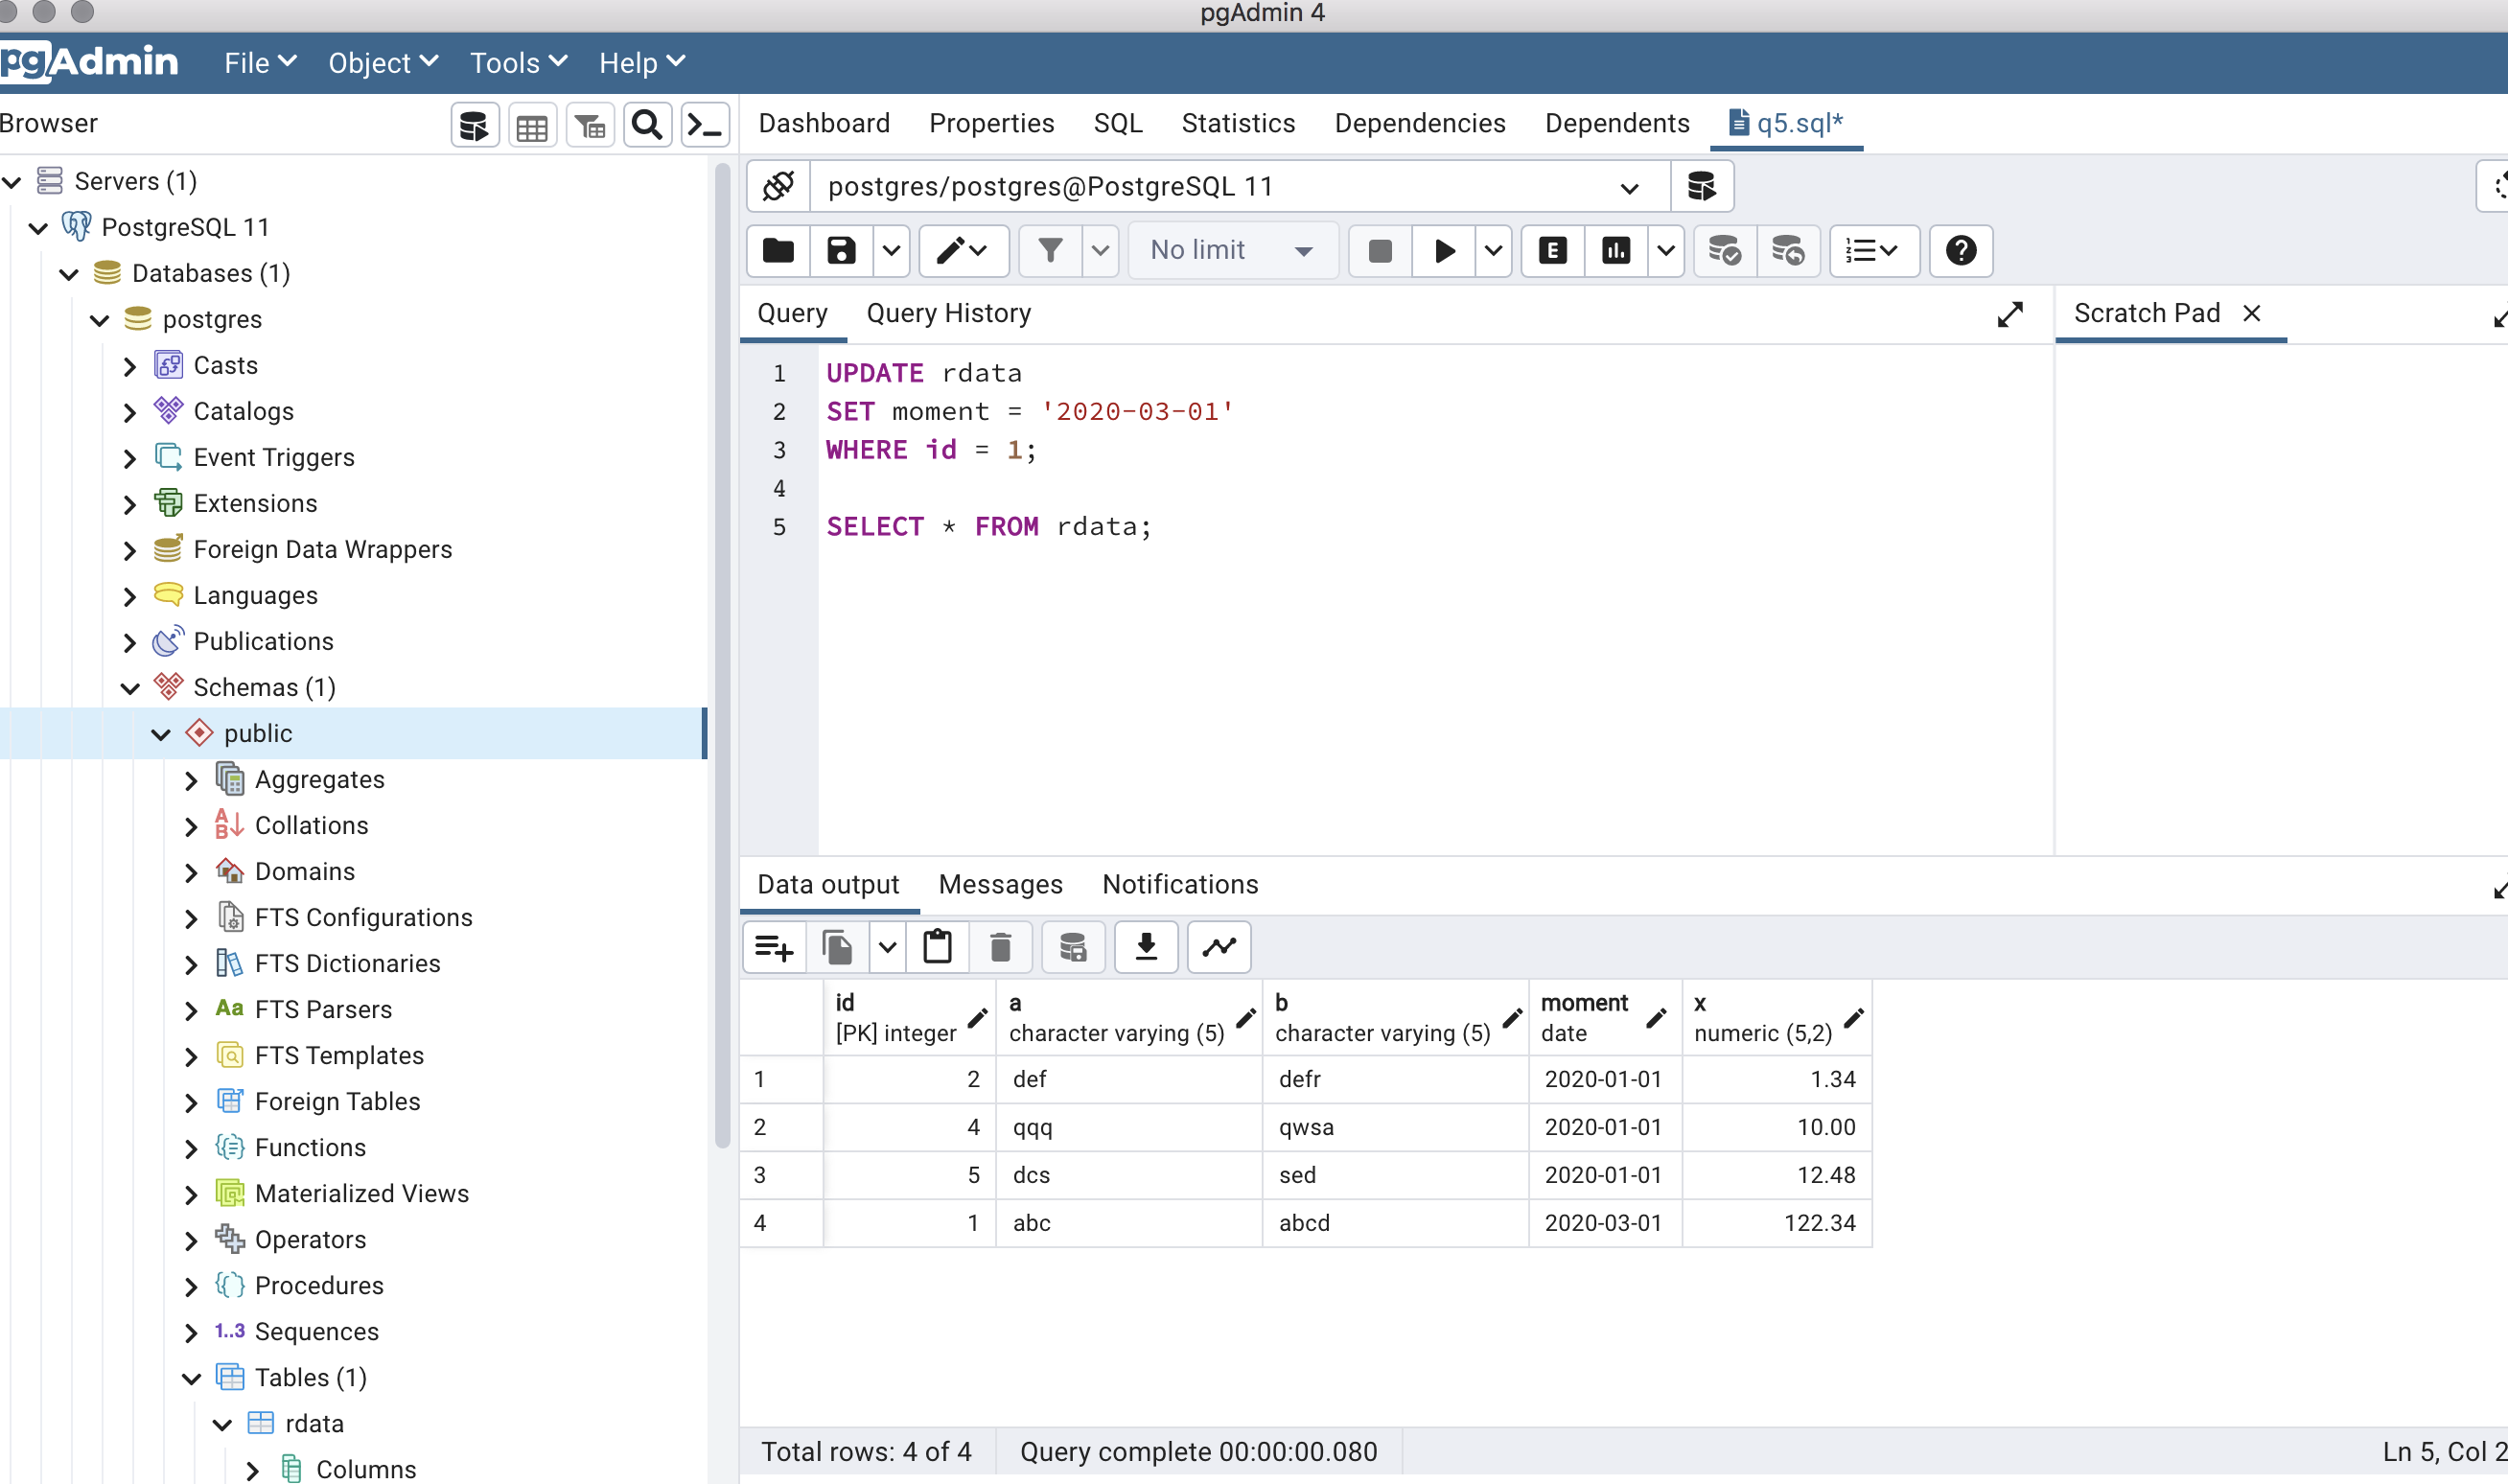 pgAdmin 4
pgAdmin File Object Tools Help
Browser
Servers (1)
PostgreSQL 11
Databases (1)
postgres
Casts
Catalogs
Event Triggers
Extensions
Foreign Data Wrappers
Languages
Publications
Schemas (1)
public
Aggregates
Collations
Domains
FTS Configurations
FTS Dictionaries
Aa FTS Parsers
FTS Templates
Foreign Tables
Functions
Materialized Views
Operators
Procedures
1..3 Sequences
Tables (1)
rdata
Columns
Dashboard Properties SQL Statistics Dependencies Dependents q5.sql*
postgres/postgres@PostgreSQL 11
No limit E
Query Query History
Scratch Pad
1 UPDATE rdata
2 SET moment = '2020-03-01'
3 WHERE id = 1;
4
5 SELECT * FROM rdata;
Data output Messages Notifications
id a b moment x
[PK] integer character varying (5) character varying (5) date numeric (5,2)
1 2 def defr 2020-01-01 1.34
2 4 qqq qwsa 2020-01-01 10.00
3 5 dcs sed 2020-01-01 12.48
4 1 abc abcd 2020-03-01 122.34
Total rows: 4 of 4 Query complete 00:00:00.080 Ln 5, Col 2